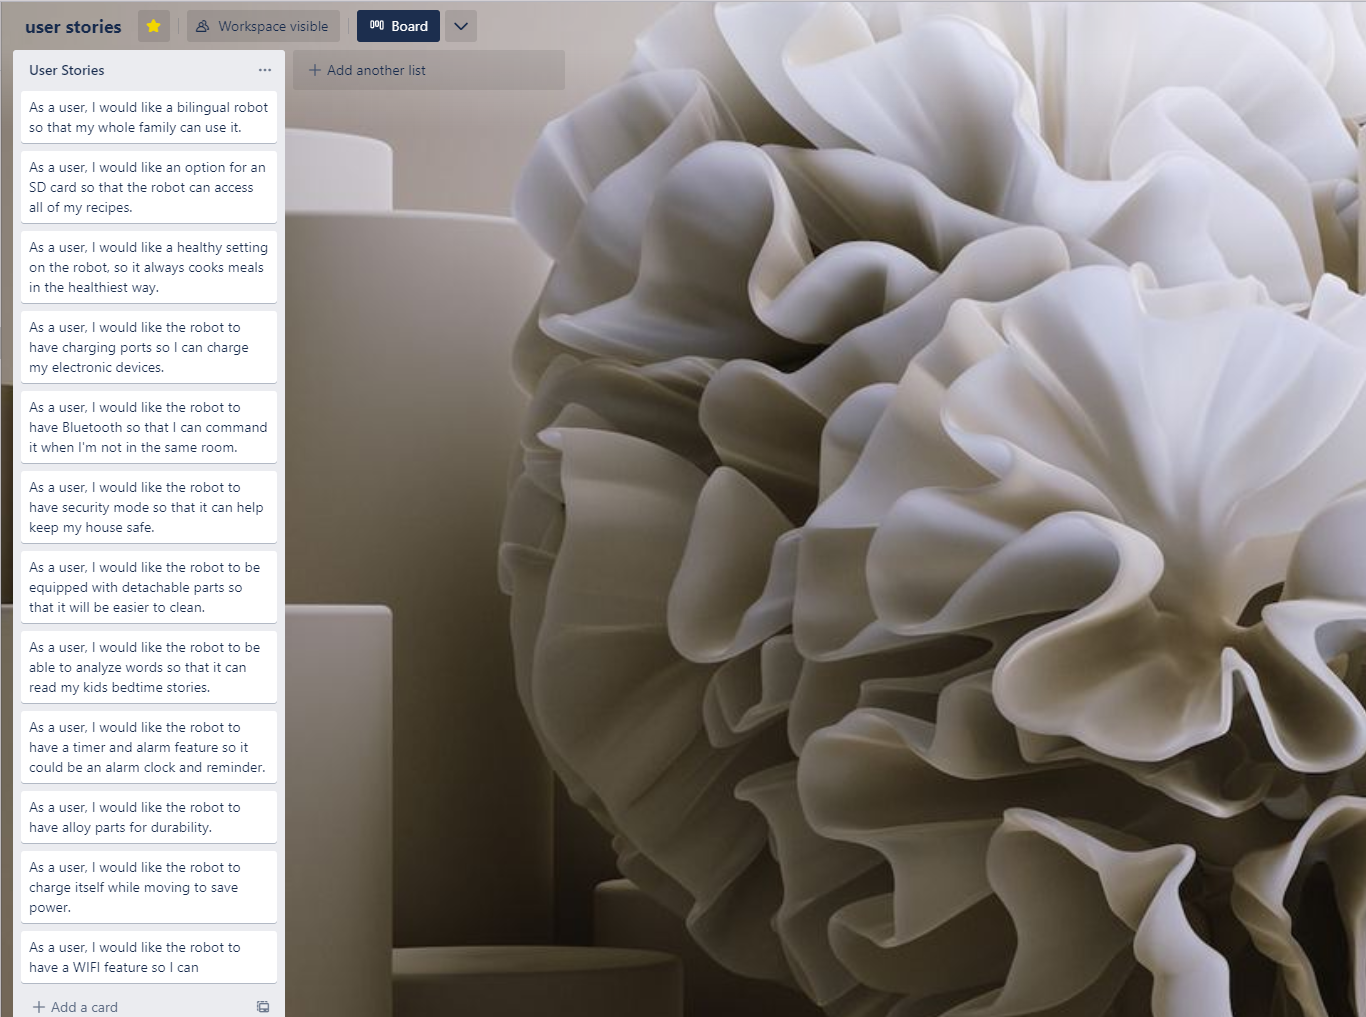 user stories
Workspace visible
Board
User Stories
Add another list
As a user, I would like a bilingual robot
so that my whole family can use it.
As a user, I would like an option for an
SD card so that the robot can access
all of my recipes.
As a user, I would like a healthy setting
on the robot, so it always cooks meals
in the healthiest way.
As a user, I would like the robot to
have charging ports so I can charge
my electronic devices.
As a user, I would like the robot to
have Bluetooth so that I can command
it when I'm not in the same room.
As a user, I would like the robot to
have security mode so that it can help
keep my house safe.
As a user, I would like the robot to be
equipped with detachable parts so
that it will be easier to clean.
As a user, I would like the robot to be
able to analyze words so that it can
read my kids bedtime stories.
As a user, I would like the robot to
have a timer and alarm feature so it
could be an alarm clock and reminder.
As a user, I would like the robot to
have alloy parts for durability.
As a user, I would like the robot to
charge itself while moving to save
power.
As a user, I would like the robot to
have a WIFI feature so I can
Add a card